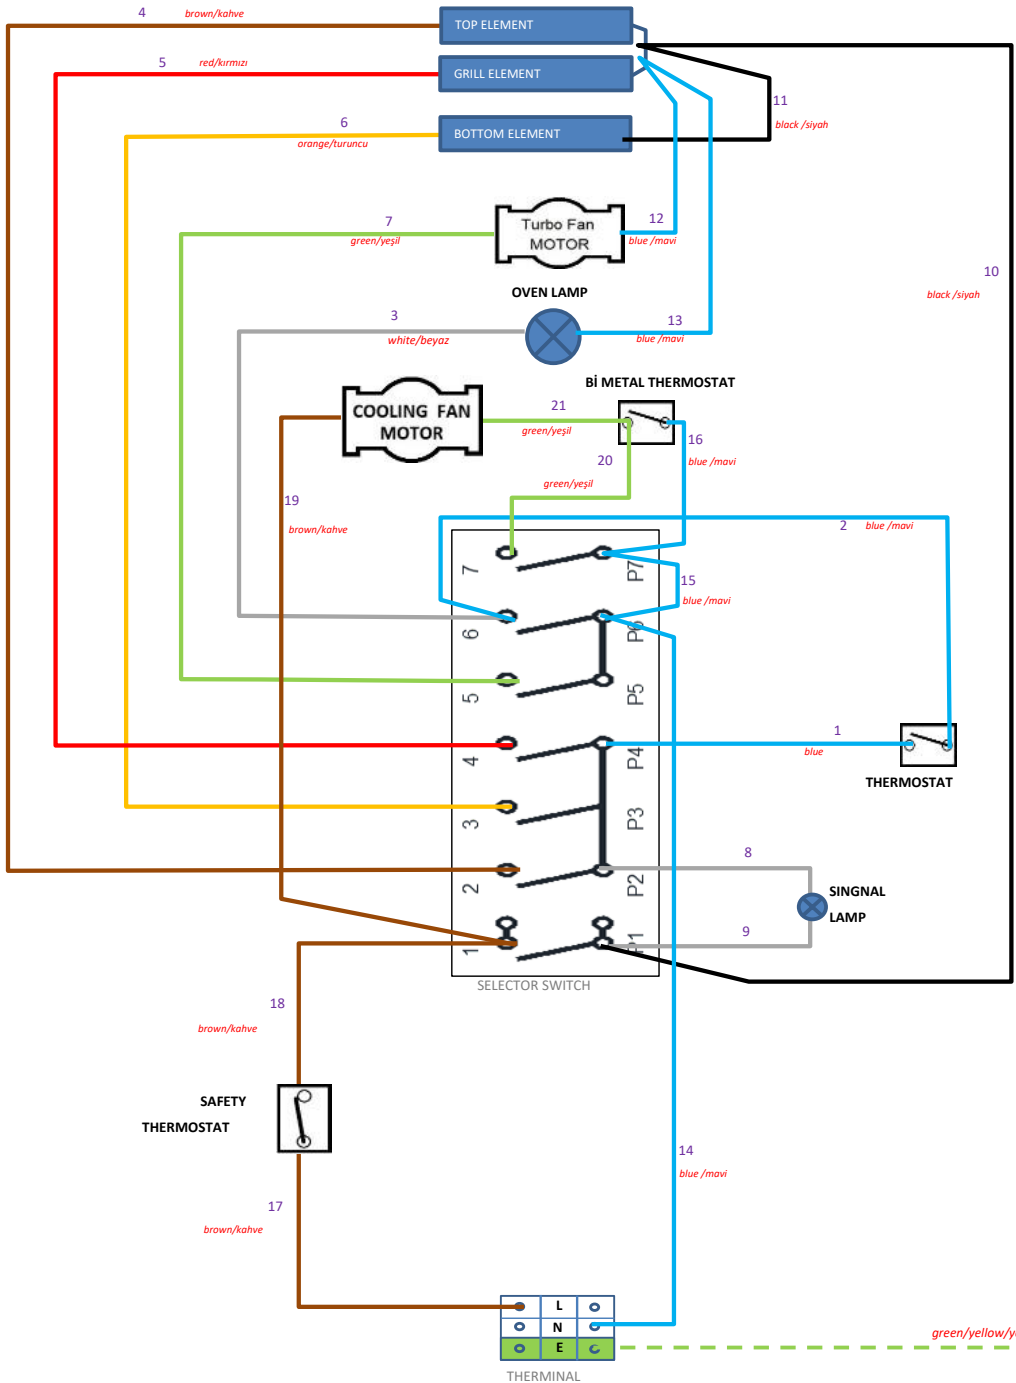 4 brown/kahve
TOP ELEMENT
5 red/kırmızı
GRILL ELEMENT
11
black /siyah
6
orange/turuncu
BOTTOM ELEMENT
7
green/yeşil
Turbo Fan
MOTOR
12
blue /mavi
10
black /siyah
OVEN LAMP
3
white/beyaz
13
blue /mavi
Bİ METAL THERMOSTAT
COOLING FAN
MOTOR
21
green/yeşil
16
blue /mavi
20
green/yeşil
19
brown/kahve
2 blue /mavi
7 P7
15
blue /mavi
6 P6
5 P5
4 P4
1
blue
THERMOSTAT
3 P3
2 P2
8
SINGNAL
LAMP
9
1 P1
SELECTOR SWITCH
18
brown/kahve
SAFETY
THERMOSTAT
14
blue /mavi
17
brown/kahve
L
N
E
green/yellow/y
THERMINAL